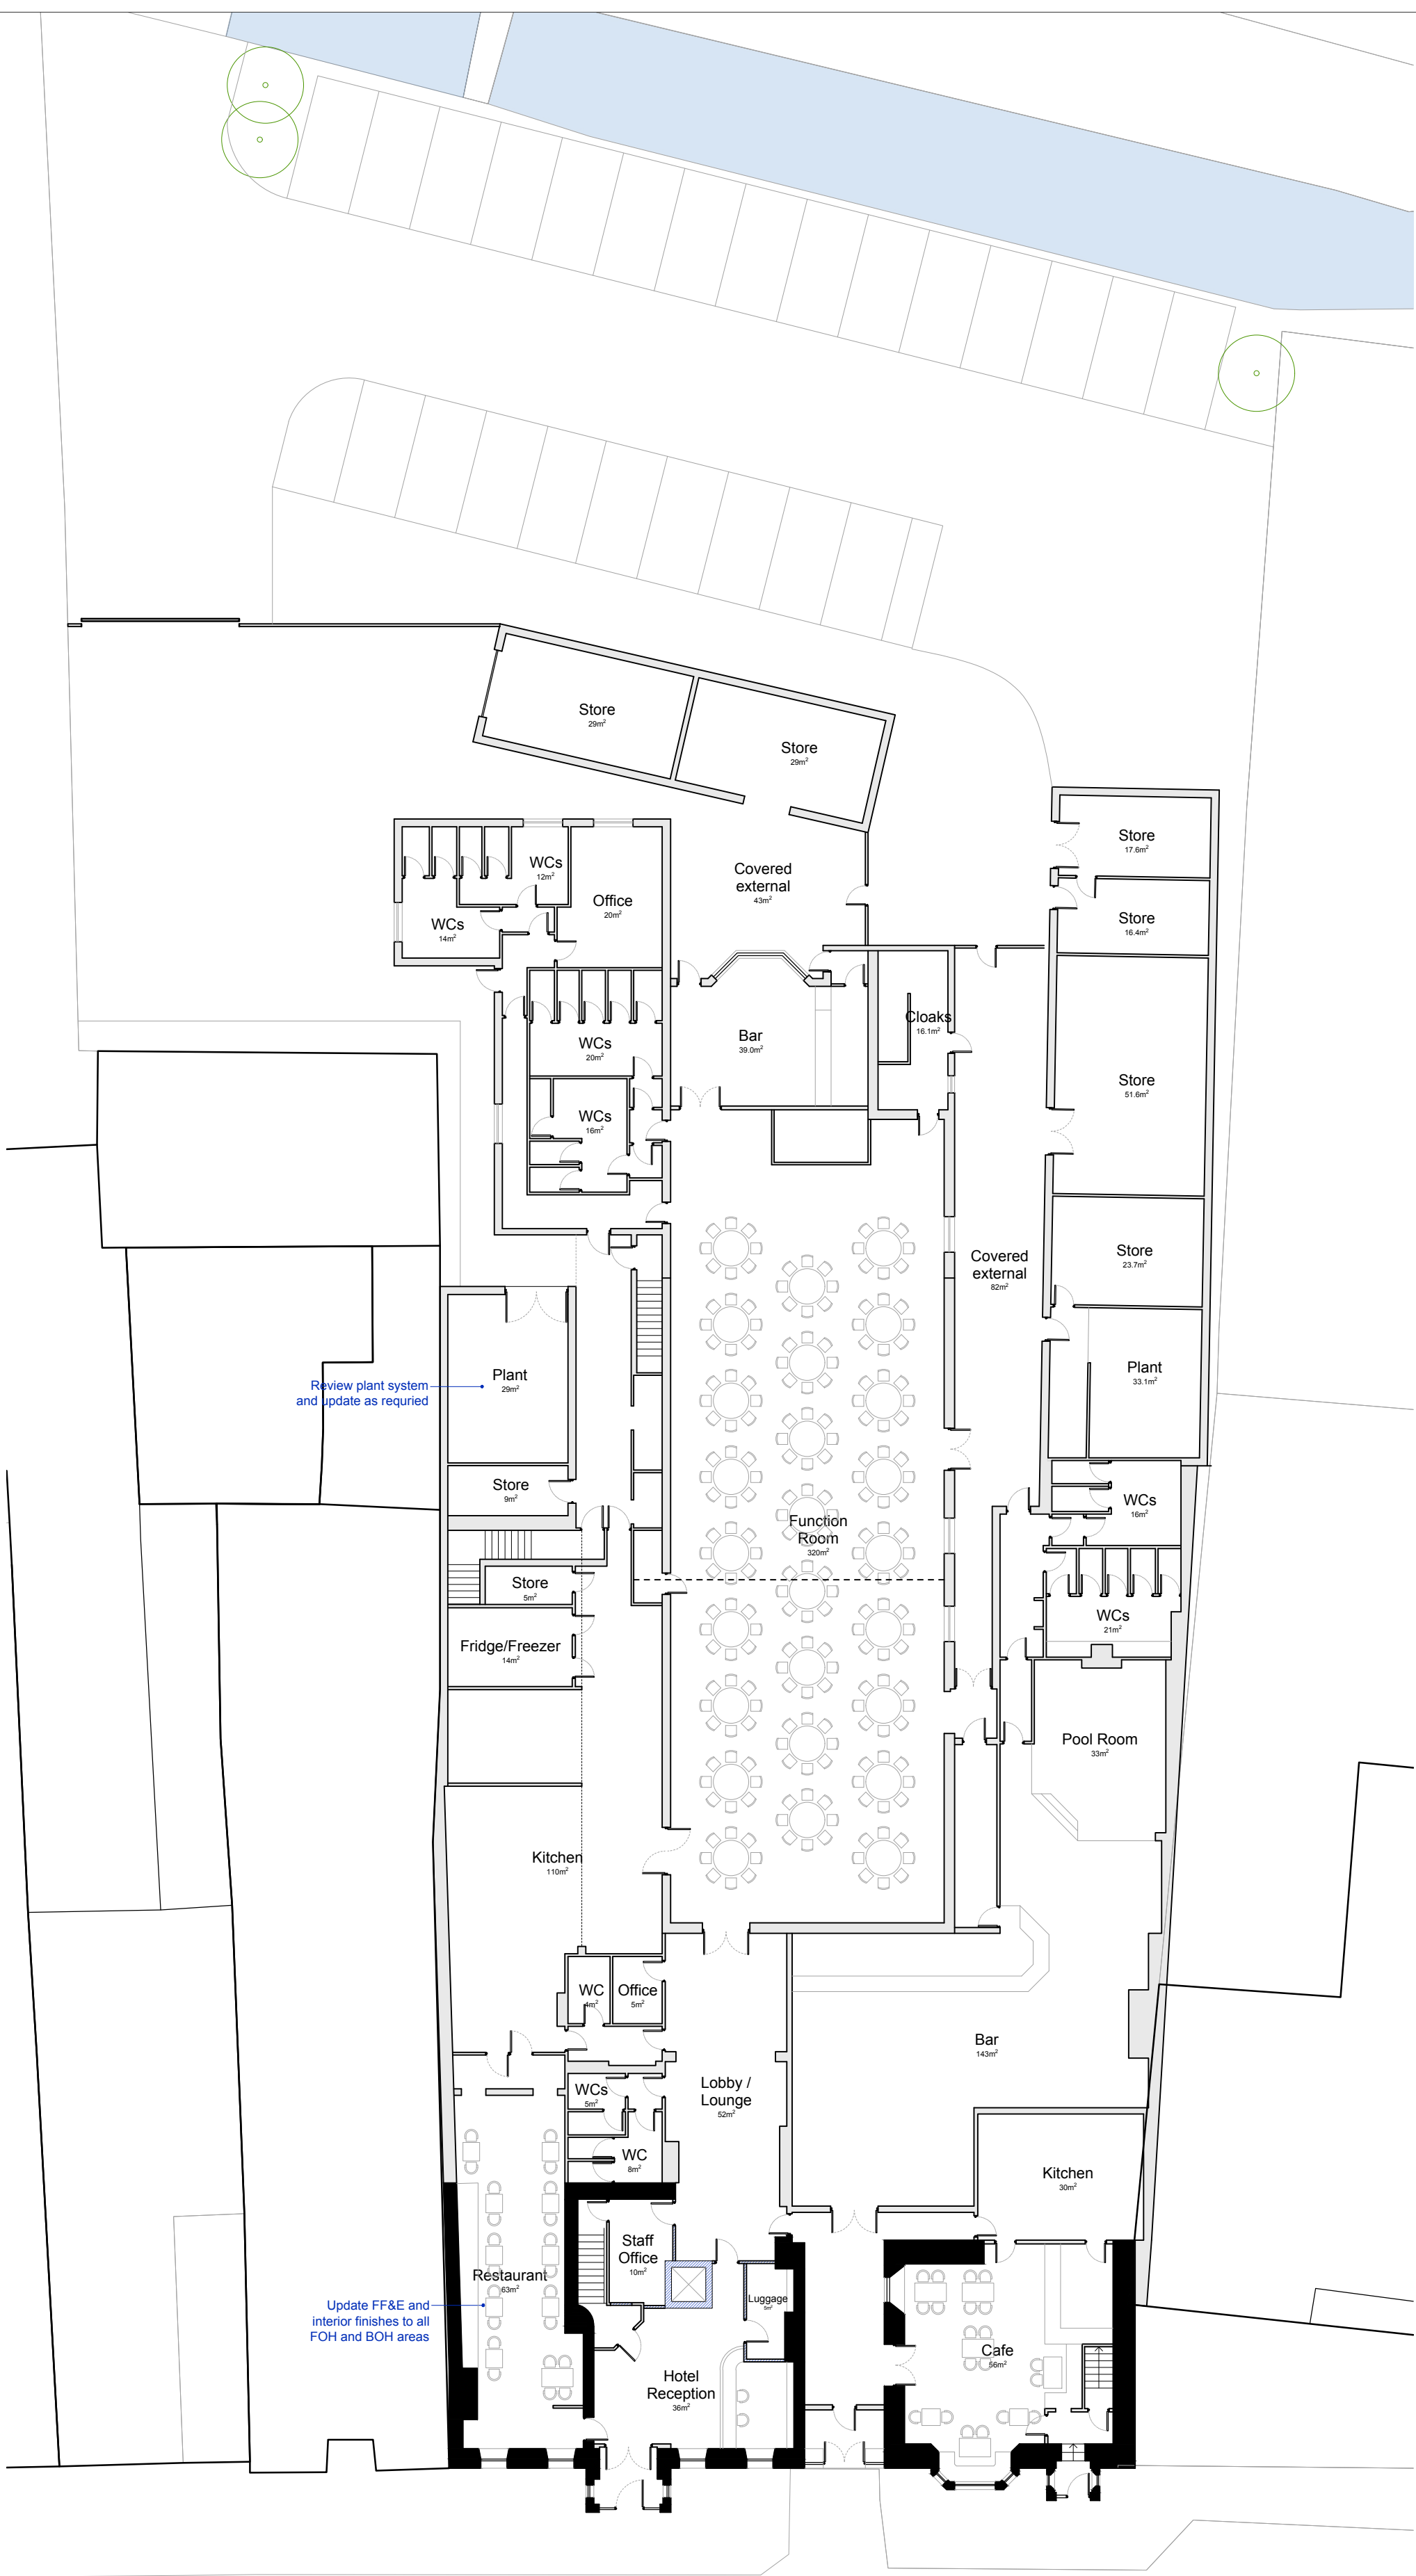 Store
29m²
Store
29m²
Store
17.6m²
WCs
12m²
Covered
external
43m²
Office
20m²
WCs
14m²
Store
16.4m²
Cloaks
16.1m²
Bar
39.0m²
WCs
20m²
Store
51.6m²
WCs
16m²
Store
23.7m²
Covered
external
82m²
Plant
33.1m²
Plant
29m²
Review plant system
and update as requried
Store
9m²
WCs
16m²
Function
Room
320m²
Store
5m²
WCs
21m²
Fridge/Freezer
14m²
Pool Room
33m²
Kitchen
110m²
WC
4m²
Office
5m²
Bar
143m²
WCs
5m²
Lobby /
Lounge
52m²
WC
8m²
Kitchen
30m²
Staff
Office
10m²
Restaurant
63m²
Luggage
5m²
Update FF&E and
interior finishes to all
FOH and BOH areas
Cafe
56m²
Hotel
Reception
36m²